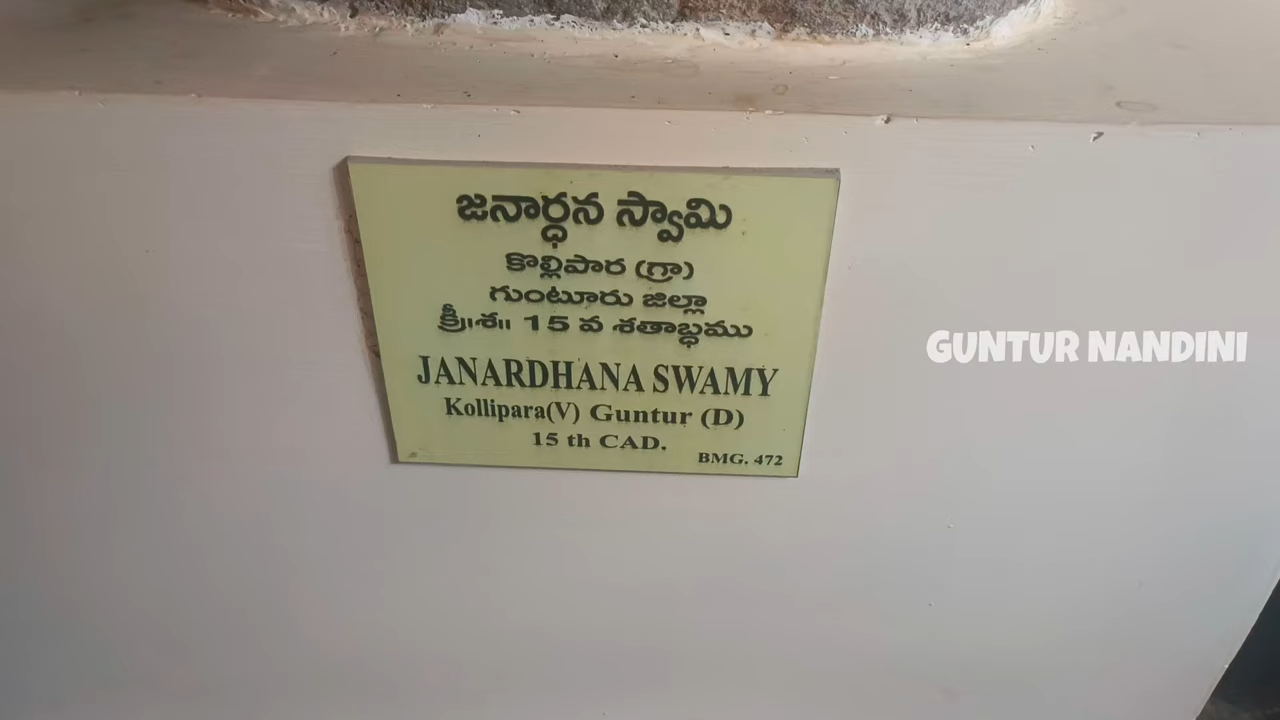 జనార్ధన స్వామి
కొల్లిపార (గ్రా)
గుంటూరు జిల్లా
క్రీ॥శ॥ 15 వ శతాబ్ధము
JANARDHANA SWAMY
Kollipara(V) Guntur (D)
15 th CAD.
BMG. 472
GUNTUR NANDINI